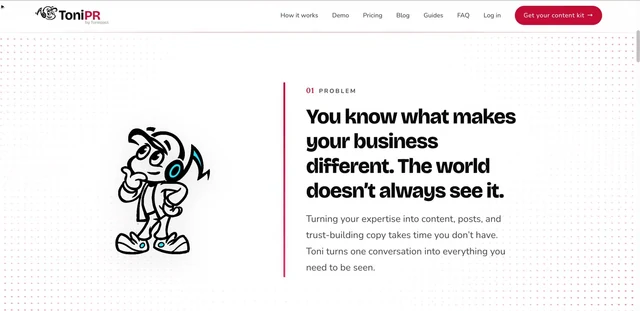 ToniPR
How it works
Demo
Pricing
Blog
Guides
FAQ
Log in
Get your content kit →
01 PROBLEM
You know what makes
your business
different. The world
doesn't always see it.
Turning your expertise into content, posts, and
trust-building copy takes time you don't have.
Toni turns one conversation into everything you
need to be seen.